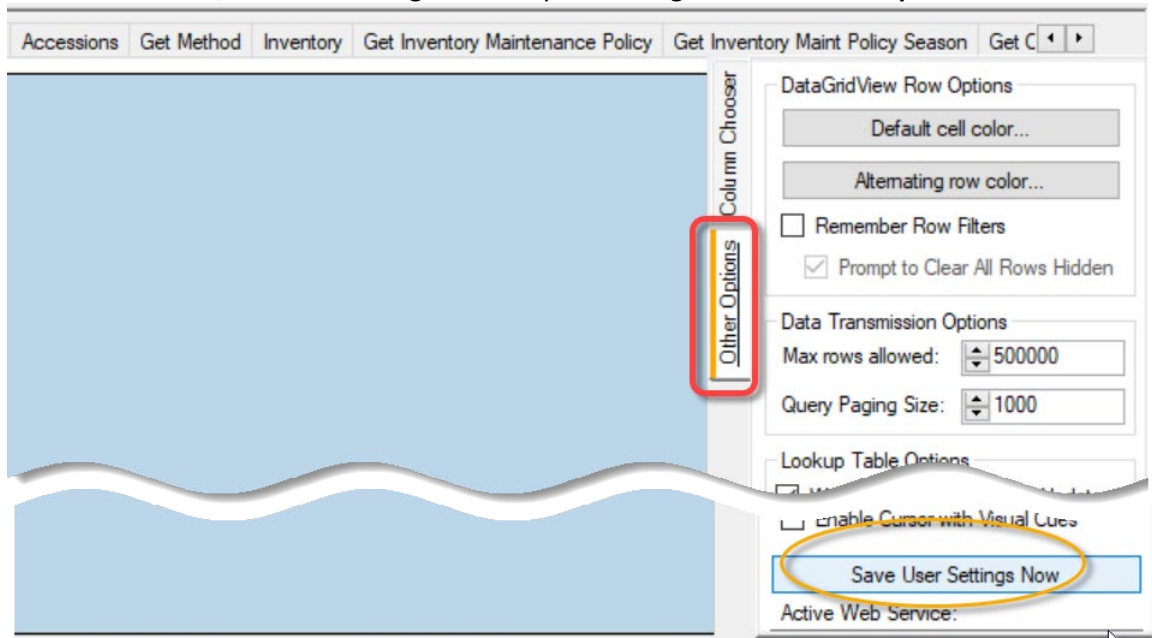 Accessions Get Method Inventory Get Inventory Maintenance Policy Get Inventory Maint Policy Season Get C
Column Chooser
Other Options
DataGridView Row Options
Default cell color...
Alternating row color...
Remember Row Filters
Prompt to Clear All Rows Hidden
Data Transmission Options
Max rows allowed: 500000
Query Paging Size: 1000
Lookup Table Options
Enable Cursor with Visual Cues
Save User Settings Now
Active Web Service: